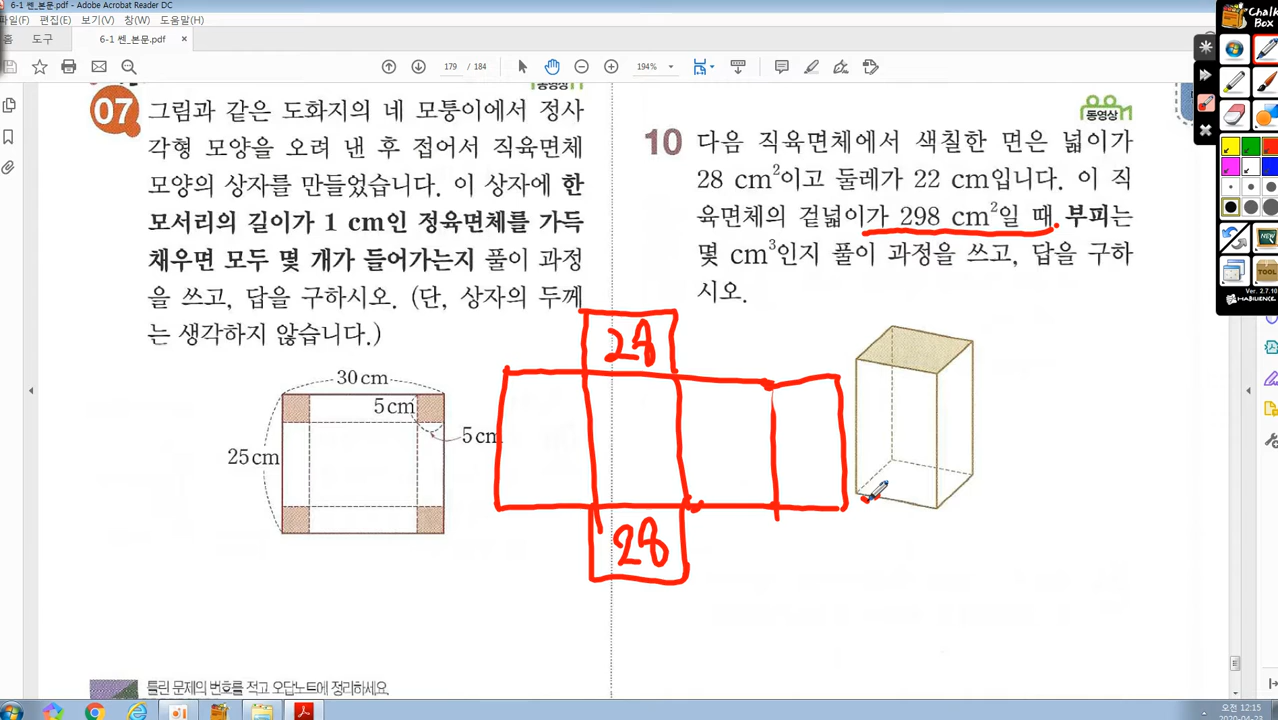 6-1 쎈_본문.pdf - Adobe Acrobat Reader DC
파일(F) 편집(E) 보기(V) 창(W) 도움말(H)
홈 도구 6-1 쎈_본문.pdf ×
179 / 184 194%
07 그림과 같은 도화지의 네 모퉁이에서 정사
각형 모양을 오려 낸 후 접어서 직육면체
모양의 상자를 만들었습니다. 이 상자에 한
모서리의 길이가 1 cm인 정육면체를 가득
채우면 모두 몇 개가 들어가는지 풀이 과정
을 쓰고, 답을 구하시오. (단, 상자의 두께
는 생각하지 않습니다.)
30 cm
5 cm
5 cm
25 cm
동영상
10 다음 직육면체에서 색칠한 면은 넓이가
28 cm²이고 둘레가 22 cm입니다. 이 직
육면체의 겉넓이가 298 cm²일 때, 부피는
몇 cm³인지 풀이 과정을 쓰고, 답을 구하
시오.
28
28
틀린 문제의 번호를 적고 오답노트에 정리하세요.
Chalk
Box
NEW
TOOL
Ver. 2.7.10
HABILIENCE
오전 12:15
2020-04-23